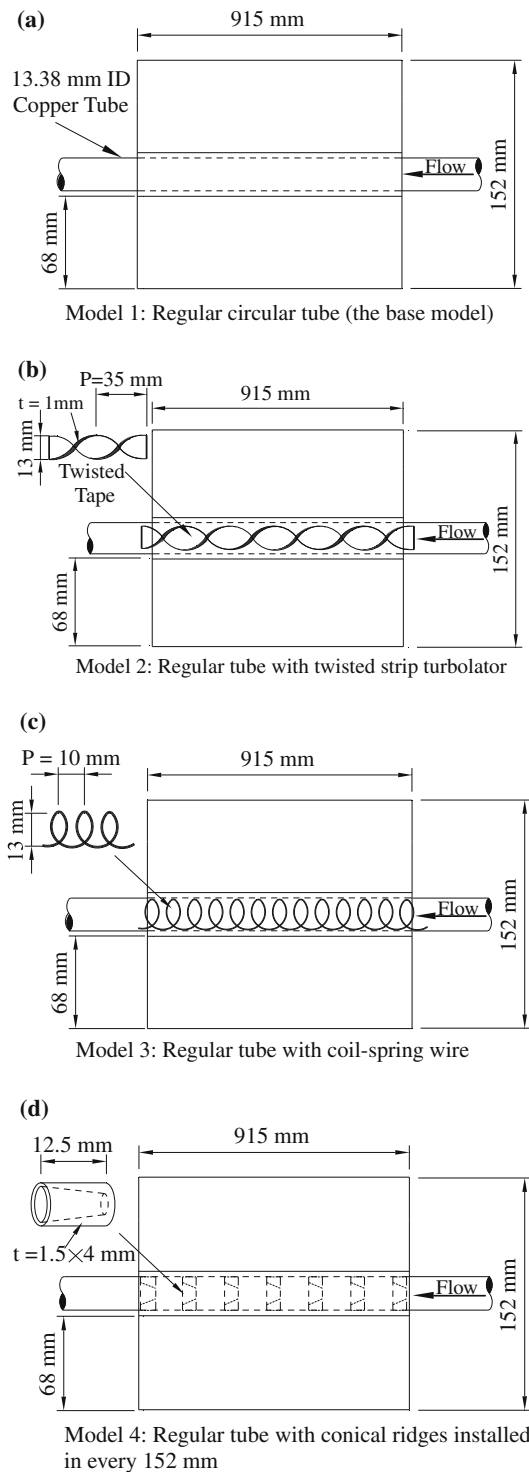 (a)
915 mm
13.38 mm ID
Copper Tube
Flow
152 mm
68 mm
Model 1: Regular circular tube (the base model)
(b)
P=35 mm
t = 1mm
915 mm
13 mm
Twisted
Tape
Flow
152 mm
68 mm
Model 2: Regular tube with twisted strip turbolator
(c)
P = 10 mm
915 mm
13 mm
Flow
152 mm
68 mm
Model 3: Regular tube with coil-spring wire
(d)
12.5 mm
915 mm
t =1.5×4 mm
Flow
152 mm
68 mm
Model 4: Regular tube with conical ridges installed
in every 152 mm